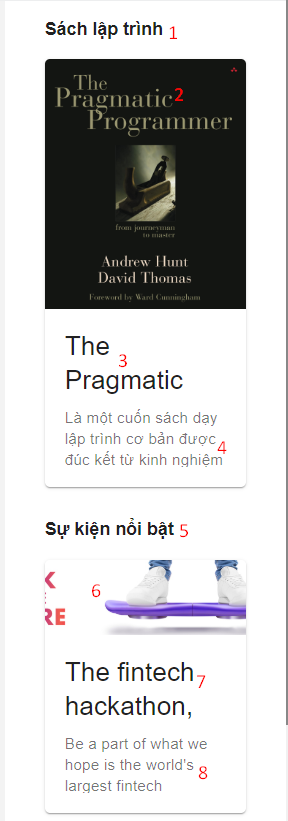 Sách lập trình 1
The
Pragmatic 2
Programmer
from journeyman
to master
Andrew Hunt
David Thomas
Foreword by Ward Cunningham
The 3
Pragmatic
Là một cuốn sách dạy
lập trình cơ bản được 4
đúc kết từ kinh nghiệm
Sự kiện nổi bật 5
K
6
RE
The fintech 7
hackathon,
Be a part of what we
hope is the world's 8
largest fintech